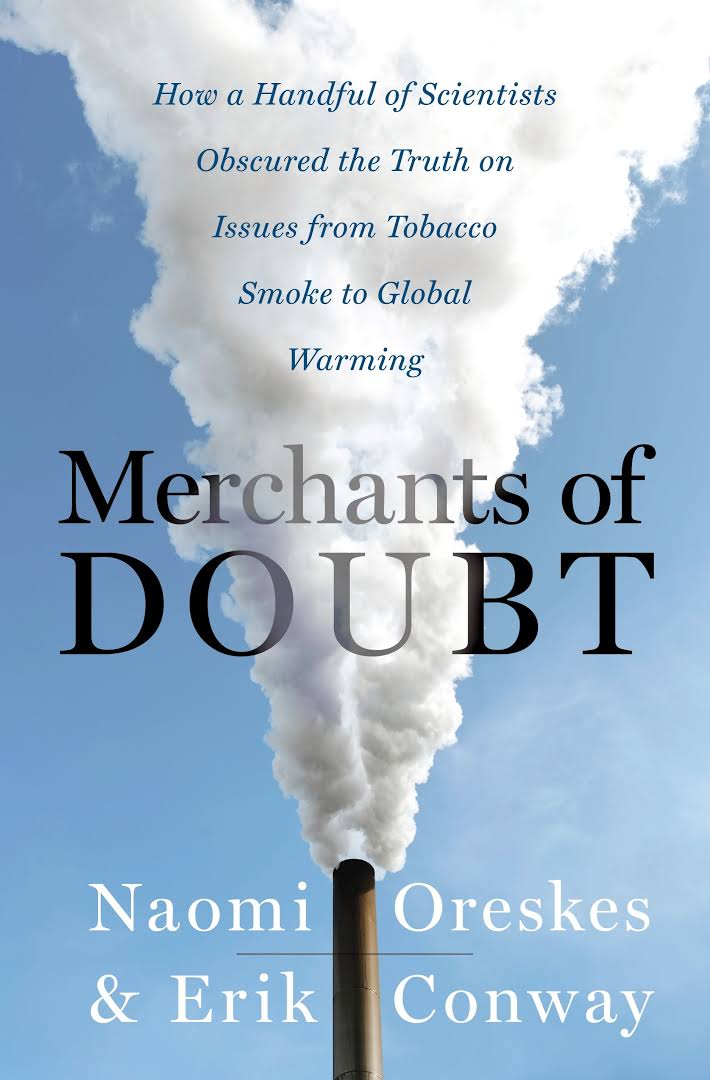 How a Handful of Scientists
Obscured the Truth on
Issues from Tobacco
Smoke to Global
Warming
Merchants of
DOUBT
Naomi Oreskes
& Erik Conway